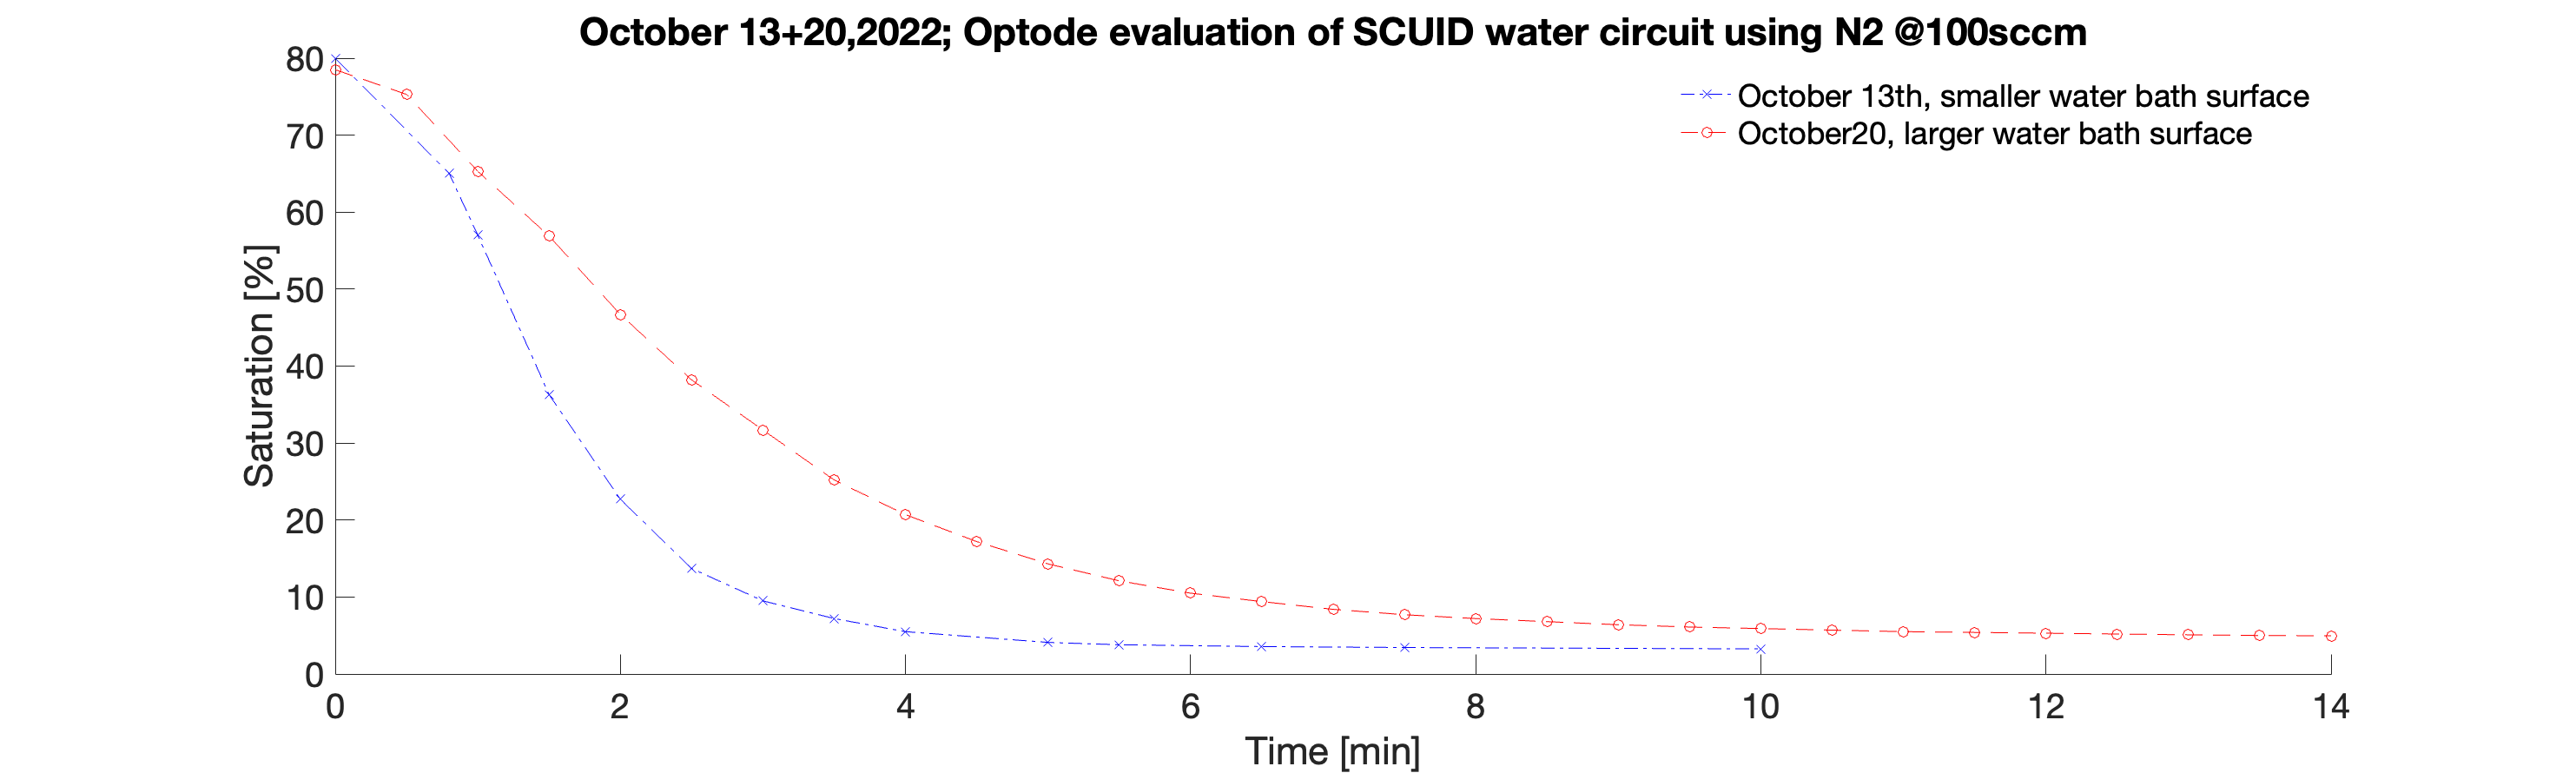 October 13+20,2022; Optode evaluation of SCUID water circuit using N2 @100sccm
October 13th, smaller water bath surface
October20, larger water bath surface
Saturation [%]
80
70
60
50
40
30
20
10
0
0 2 4 6 8 10 12 14
Time [min]